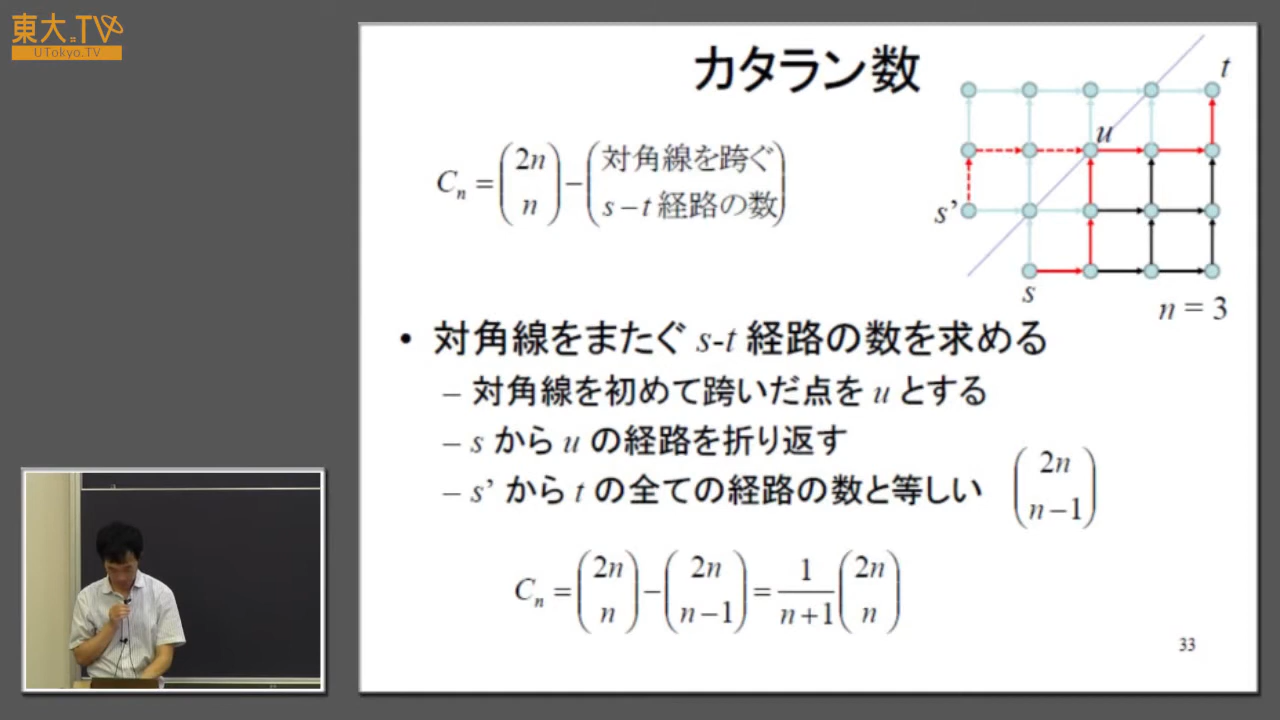 東大.TV
UTokyo.TV
カタラン数
t
u
s'
s
n = 3
C_n = (2n n) − (対角線を跨ぐ s − t 経路の数)
• 対角線をまたぐ s-t 経路の数を求める
– 対角線を初めて跨いだ点を u とする
– s から u の経路を折り返す
– s' から t の全ての経路の数と等しい (2n n−1)
C_n = (2n n) − (2n n−1) = 1/(n+1) (2n n)
33